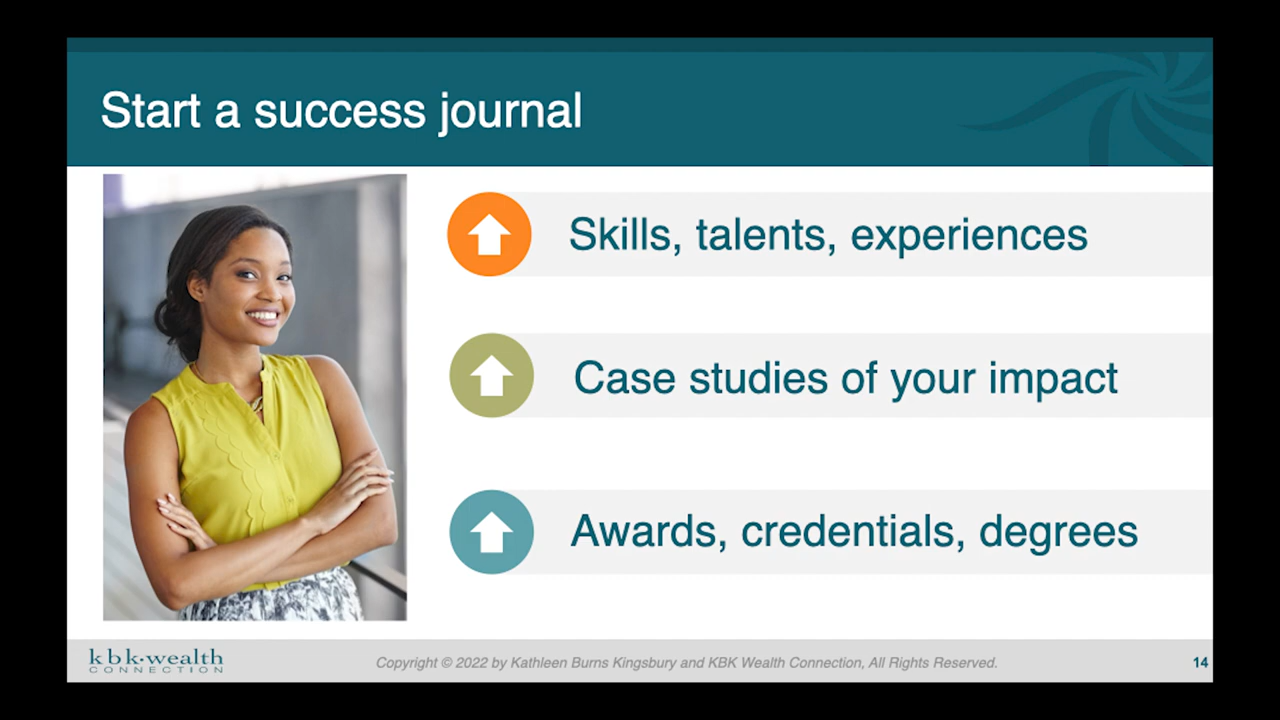 Start a success journal
Skills, talents, experiences
Case studies of your impact
Awards, credentials, degrees
kbk·wealth
CONNECTION
Copyright © 2022 by Kathleen Burns Kingsbury and KBK Wealth Connection, All Rights Reserved.
14